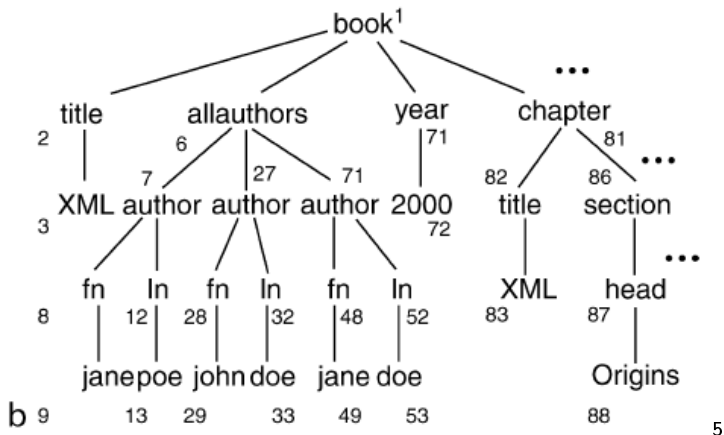 book1
...
title allauthors year chapter
2 6 71 81
...
7 27 71 82 86
XML author author author 2000 title section
3 72
...
fn ln fn ln fn ln XML head
8 12 28 32 48 52 83 87
jane poe john doe jane doe Origins
b 9 13 29 33 49 53 88
5